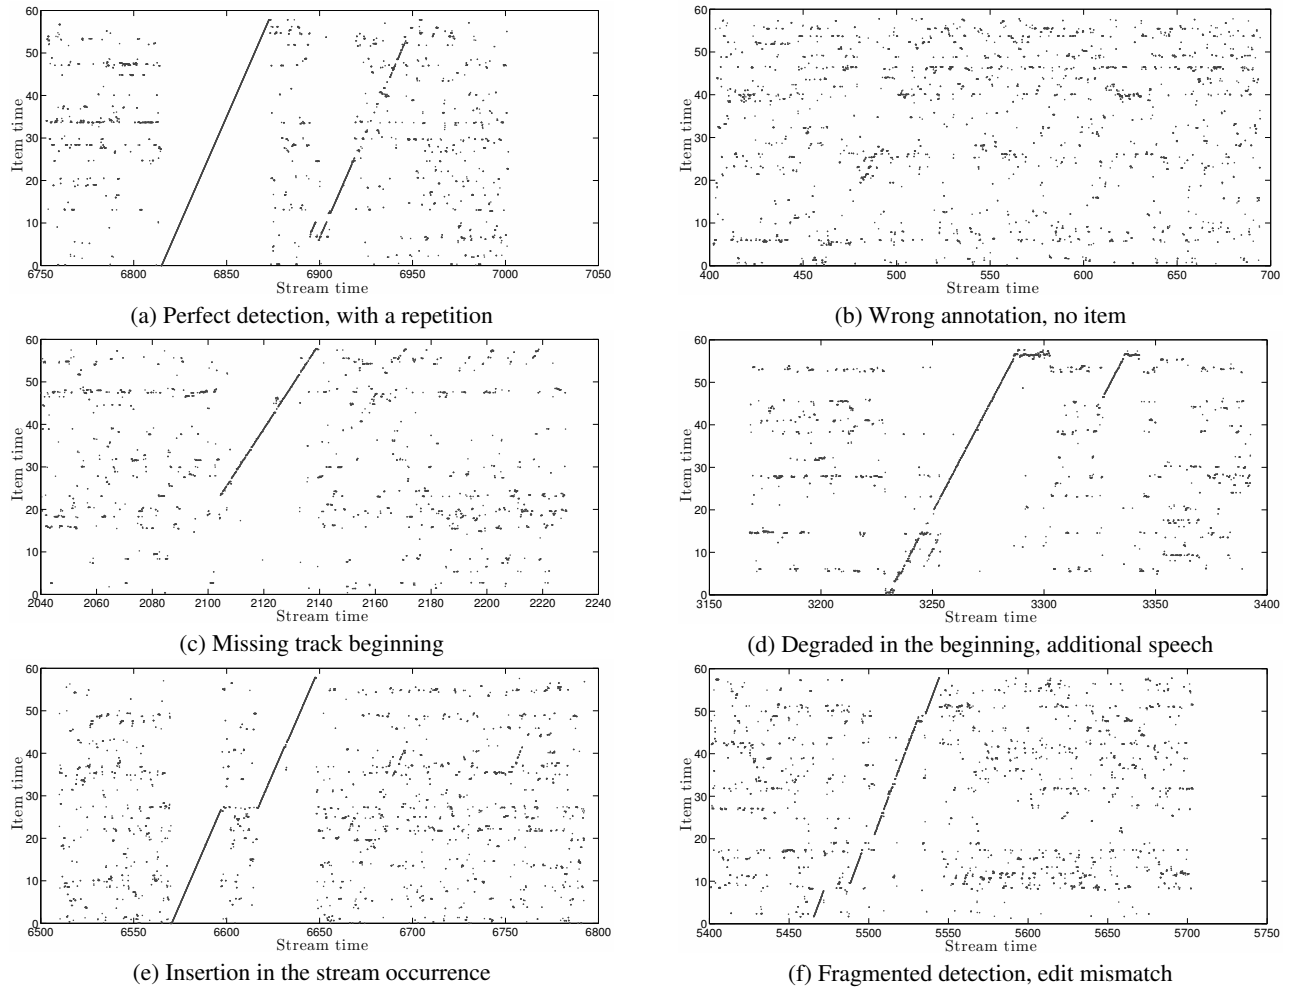 60
50
40
30
20
10
0
Item time
6750 6800 6850 6900 6950 7000 7050
Stream time
(a) Perfect detection, with a repetition
60
50
40
30
20
10
0
Item time
400 450 500 550 600 650 700
Stream time
(b) Wrong annotation, no item
60
50
40
30
20
10
0
Item time
2040 2060 2080 2100 2120 2140 2160 2180 2200 2220 2240
Stream time
(c) Missing track beginning
60
50
40
30
20
10
0
Item time
3150 3200 3250 3300 3350 3400
Stream time
(d) Degraded in the beginning, additional speech
60
50
40
30
20
10
0
Item time
6500 6550 6600 6650 6700 6750 6800
Stream time
(e) Insertion in the stream occurrence
60
50
40
30
20
10
0
Item time
5400 5450 5500 5550 5600 5650 5700 5750
Stream time
(f) Fragmented detection, edit mismatch